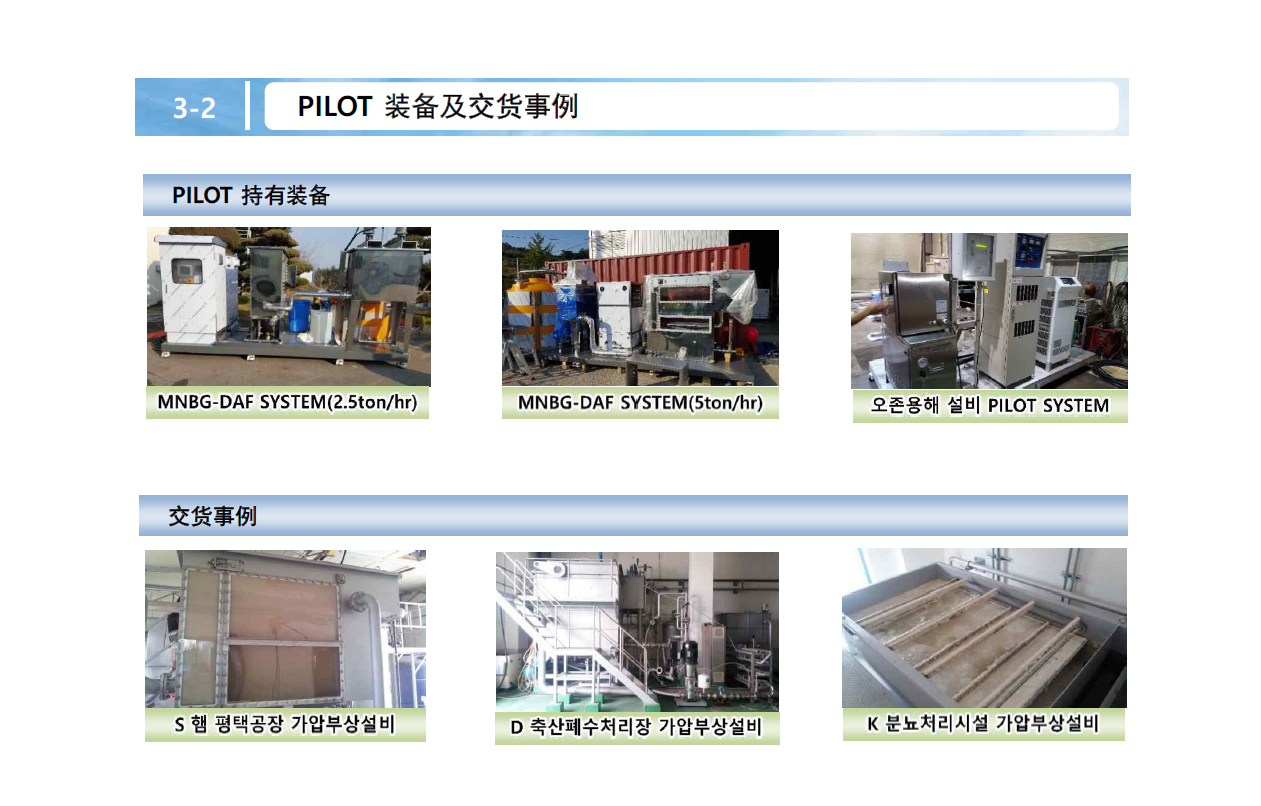 3-2
PILOT 装备及交货事例
PILOT 持有装备
MNBG-DAF SYSTEM(2.5ton/hr)
MNBG-DAF SYSTEM(5ton/hr)
오존용해 설비 PILOT SYSTEM
交货事例
S 햄 평택공장 가압부상설비
D 축산폐수처리장 가압부상설비
K 분뇨처리시설 가압부상설비